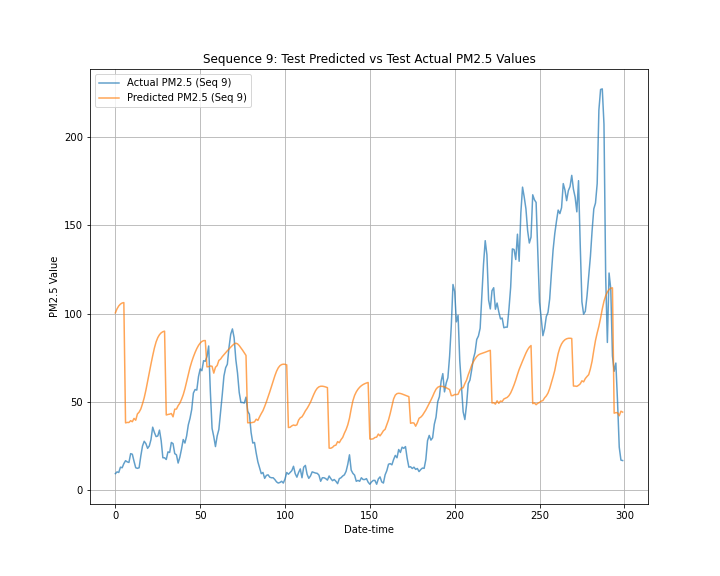 Sequence 9: Test Predicted vs Test Actual PM2.5 Values
Actual PM2.5 (Seq 9)
Predicted PM2.5 (Seq 9)
PM2.5 Value
200
150
100
50
0
0 50 100 150 200 250 300
Date-time